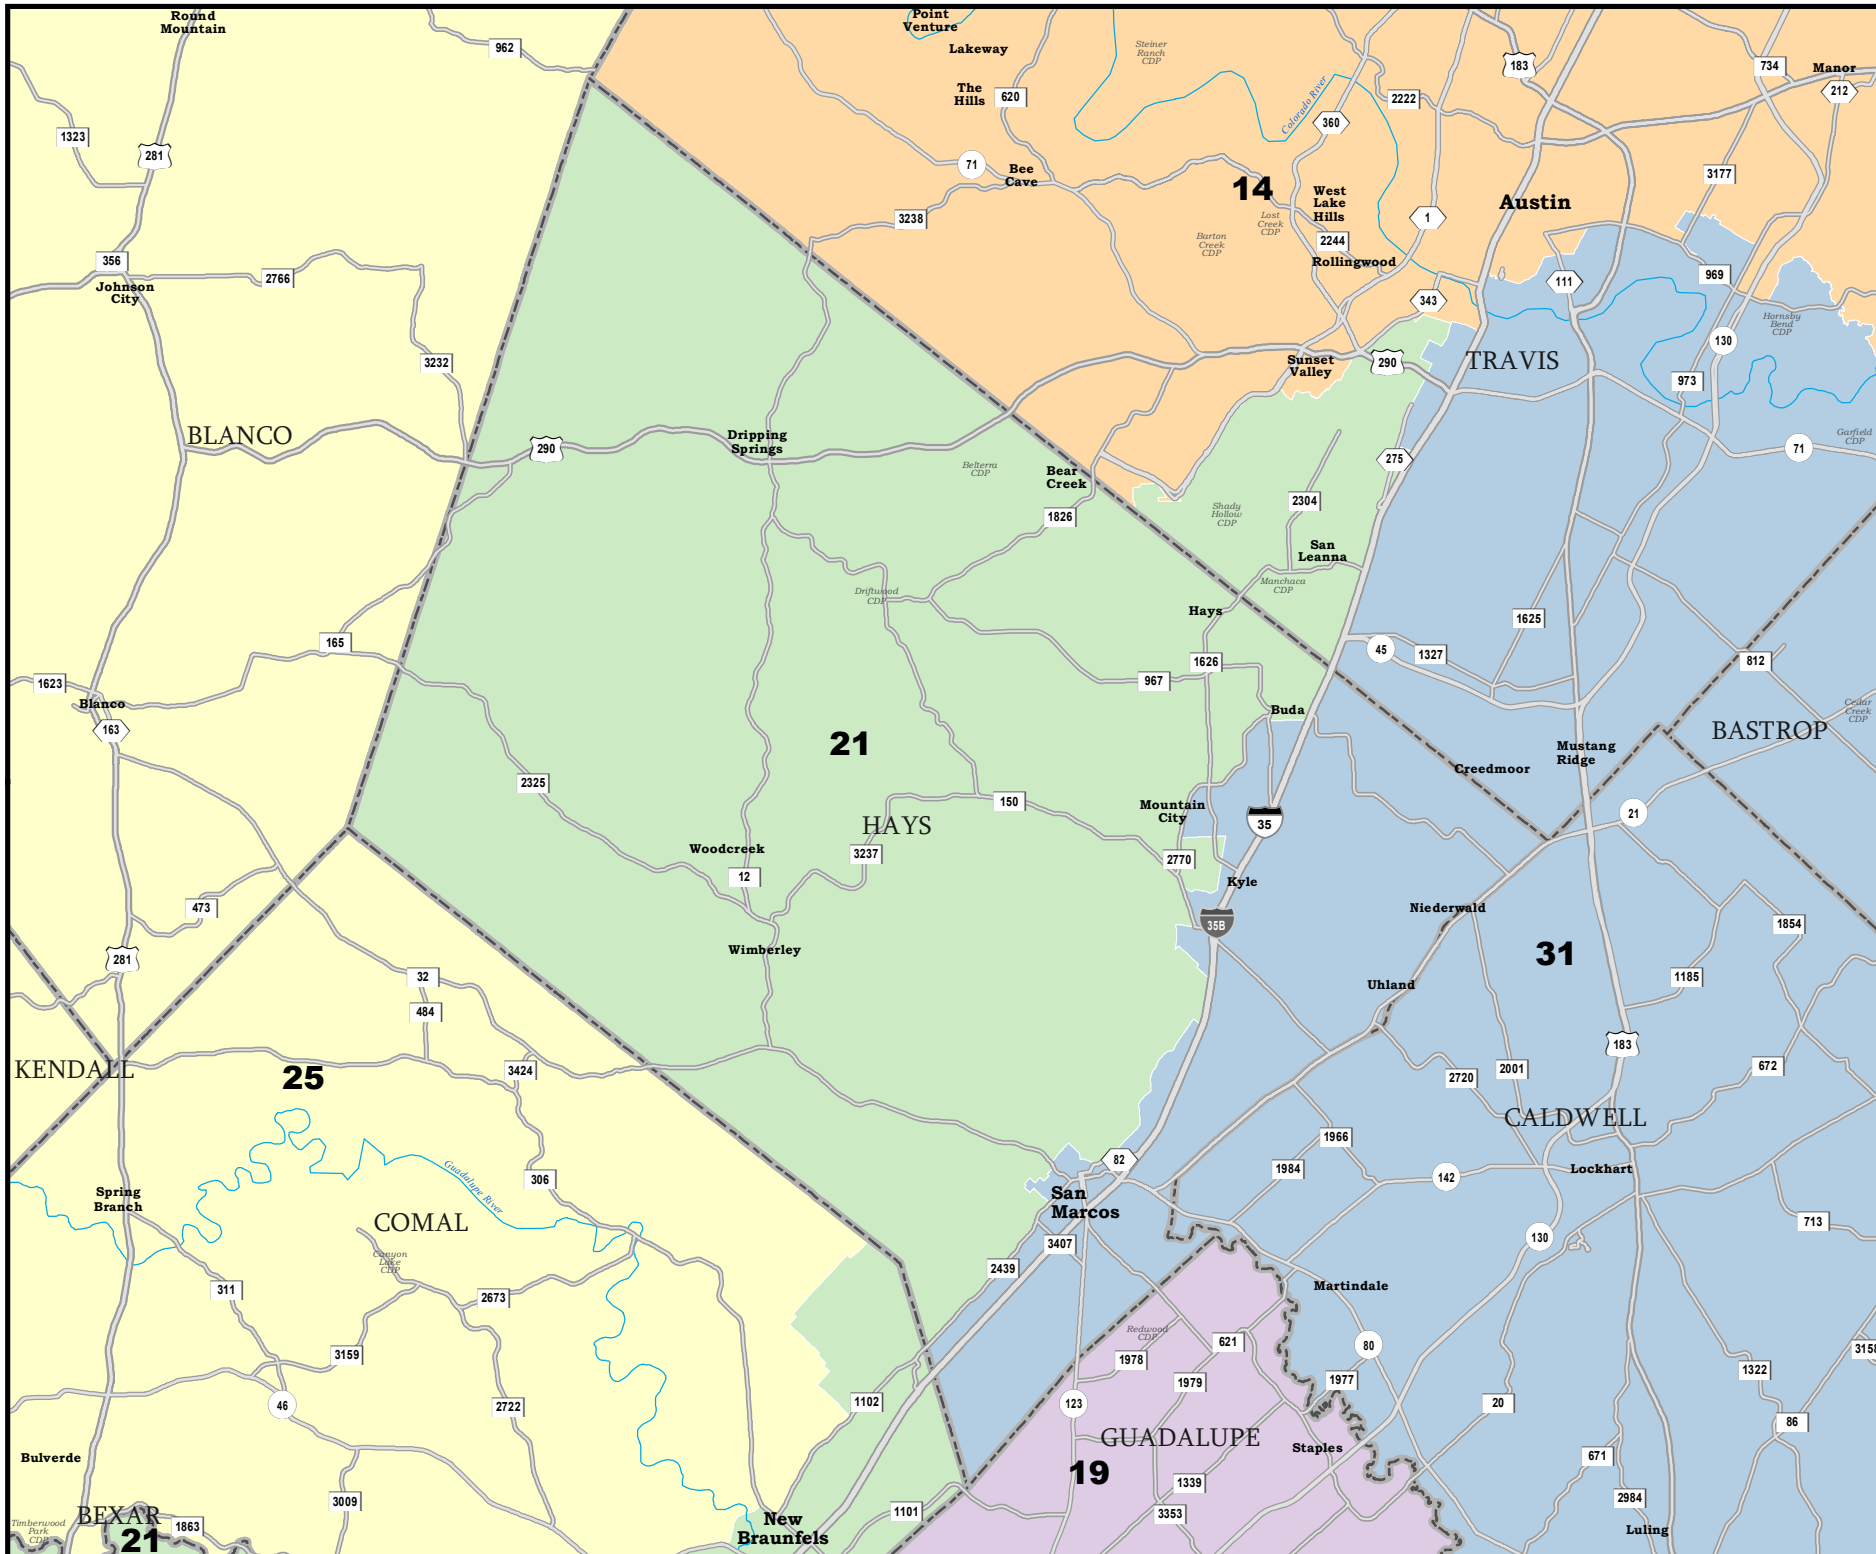 Round
Mountain
962
Point
Venture
Lakeway
Steiner
Ranch
CDP
183
734
Manor
212
The
Hills
620
2222
Colorado River
360
1323
281
71
Bee
Cave
14
West
Lake
Hills
Austin
3177
3238
Lost
Creek
CDP
1
Barton
Creek
CDP
2244
Rollingwood
356
Johnson
City
2766
343
111
969
Hornsby
Bend
CDP
3232
Sunset
Valley
290
TRAVIS
130
973
BLANCO
290
Dripping
Springs
Belterra
CDP
Bear
Creek
275
71
Garfield
CDP
1826
2304
Shady
Hollow
CDP
San
Leanna
Manchaca
CDP
Driftwood
CDP
Hays
1625
165
1626
45
1327
812
1623
967
Blanco
163
Buda
Cedar
Creek
CDP
BASTROP
21
Mustang
Ridge
Creedmoor
2325
150
Mountain
City
35
21
HAYS
Woodcreek
3237
2770
12
Kyle
473
Niederwald
1854
35B
Wimberley
31
281
32
Uhland
1185
484
183
KENDALL
25
3424
2720
2001
672
CALDWELL
1966
82
1984
142
Lockhart
Guadalupe River
306
Spring
Branch
San
Marcos
COMAL
713
Canyon
Lake
CDP
3407
130
2439
311
2673
Martindale
Redwood
CDP
621
80
3159
1978
3158
1322
1979
1977
46
2722
1102
123
20
86
GUADALUPE
Staples
Bulverde
19
1339
671
3009
1101
2984
BEXAR
3353
Timberwood
Park
CDP
21
1863
New
Braunfels
Luling